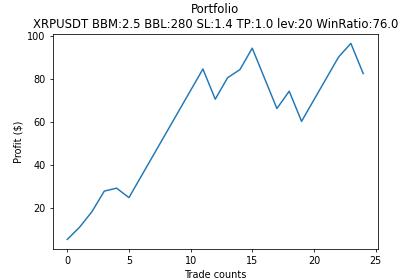 Portfolio
XRPUSDT BBM:2.5 BBL:280 SL:1.4 TP:1.0 lev:20 WinRatio:76.0
100
80
60
40
20
Profit ($)
0
5
10
15
20
25
Trade counts